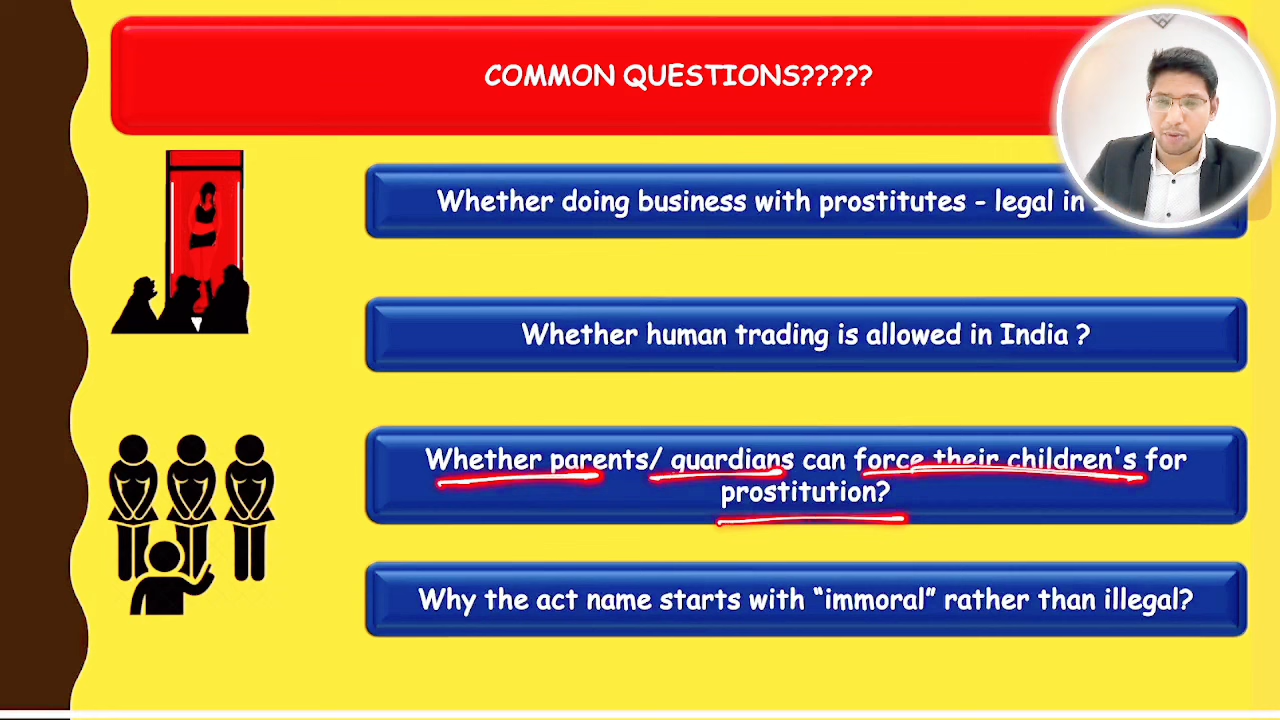 COMMON QUESTIONS?????
Whether doing business with prostitutes - legal in
Whether human trading is allowed in India ?
Whether parents/ guardians can force their children's for
prostitution?
Why the act name starts with “immoral” rather than illegal?